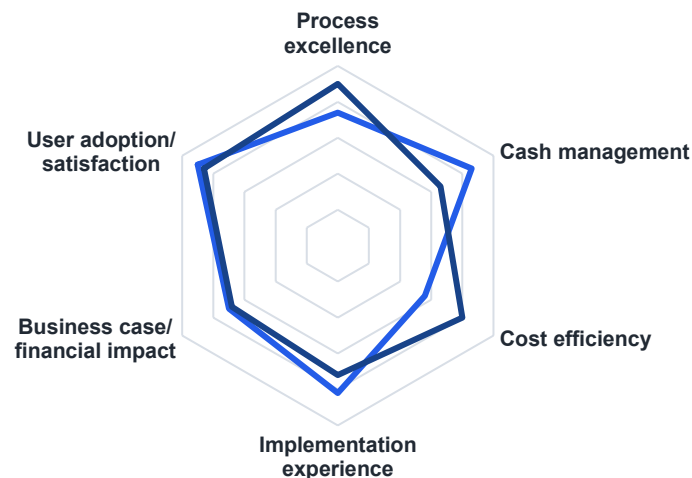 Process
excellence
User adoption/
satisfaction
Cash management
Business case/
financial impact
Cost efficiency
Implementation
experience